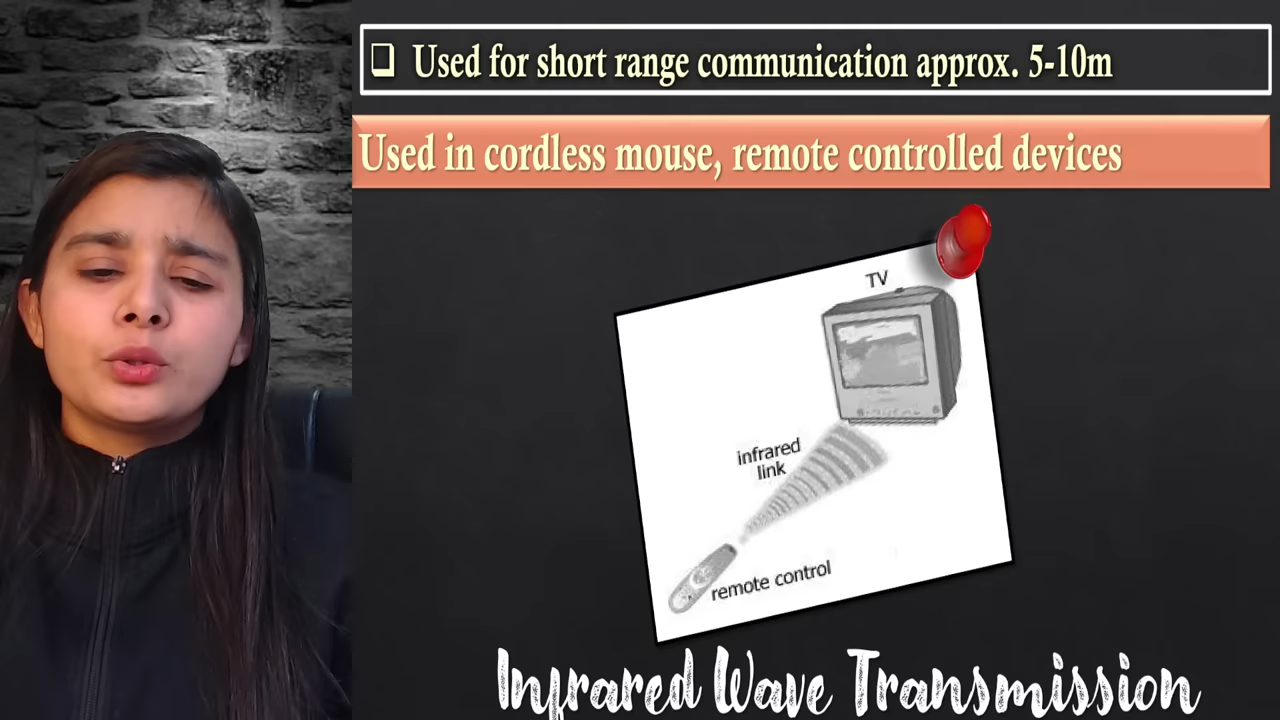 ❑ Used for short range communication approx. 5-10m
Used in cordless mouse, remote controlled devices
TV
infrared
link
remote control
Infrared Wave Transmission